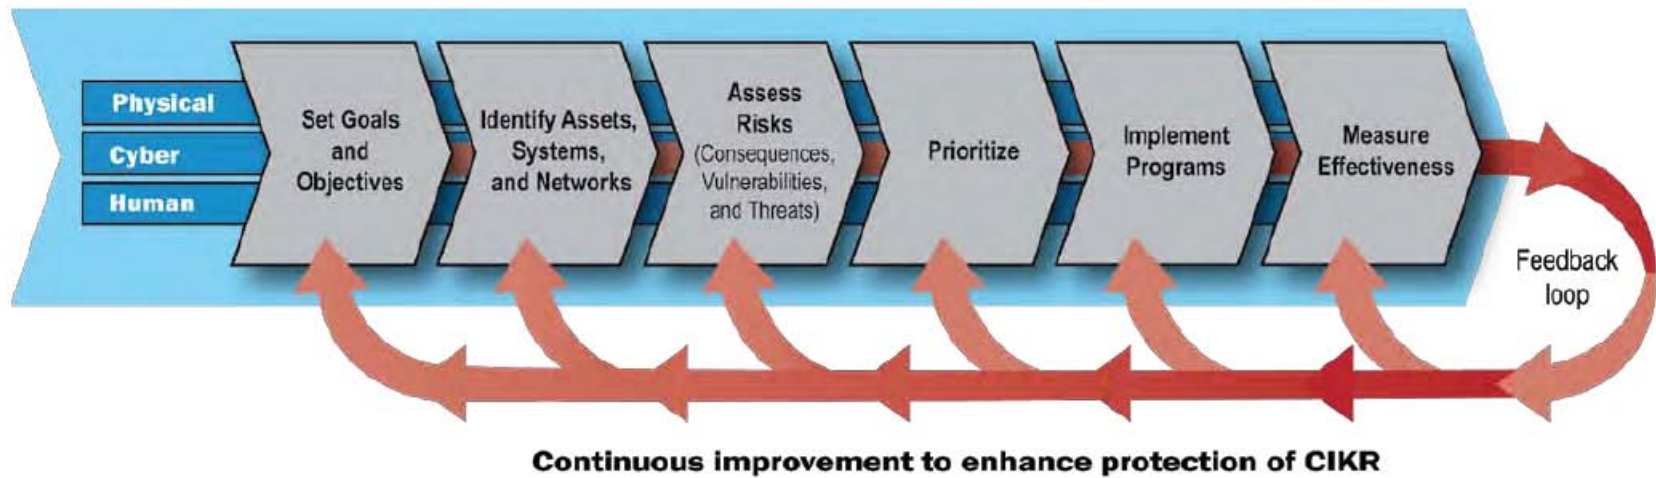 Physical
Cyber
Human
Set Goals
and
Objectives
Identify Assets,
Systems,
and Networks
Assess
Risks
(Consequences,
Vulnerabilities,
and Threats)
Prioritize
Implement
Programs
Measure
Effectiveness
Feedback
loop
Continuous improvement to enhance protection of CIKR